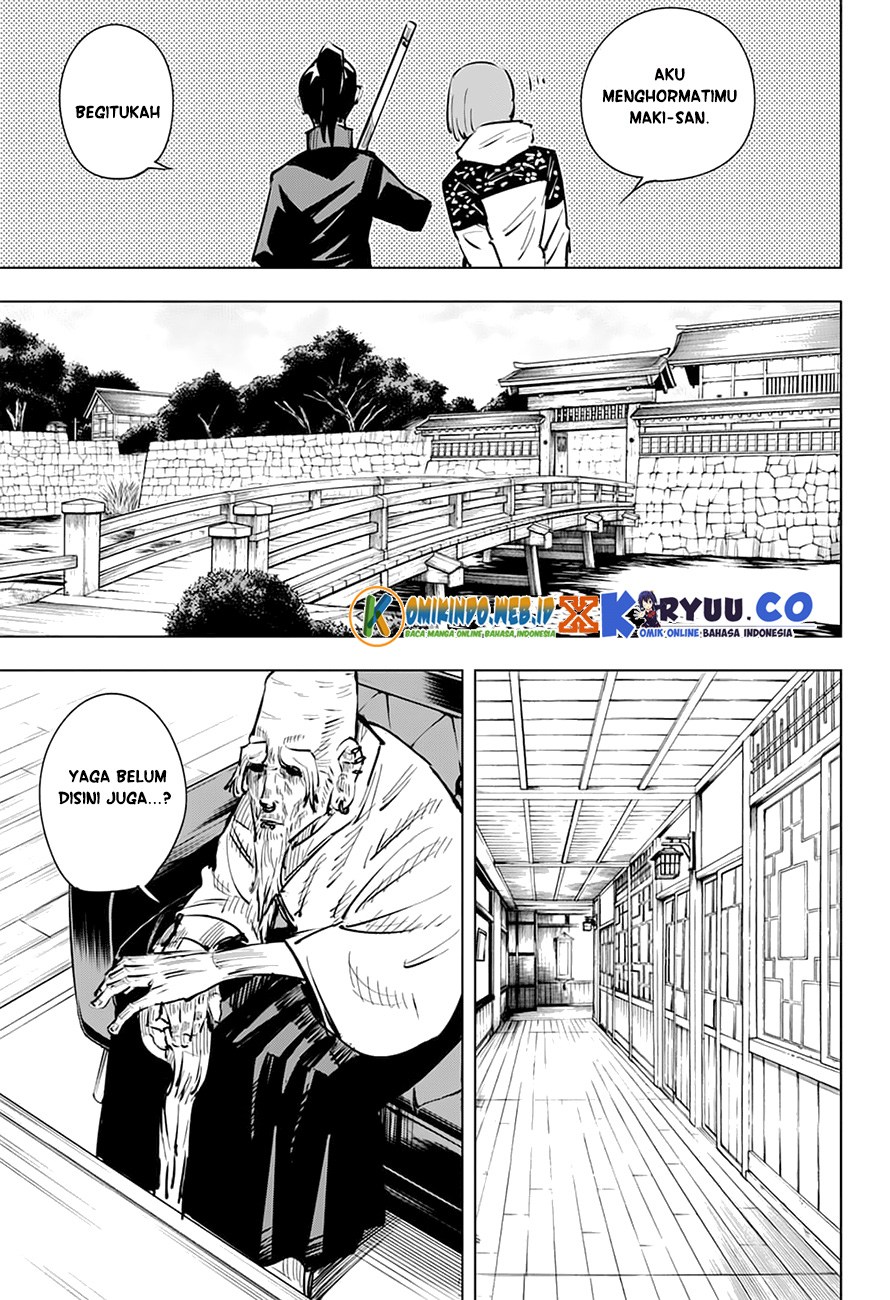 AKU
MENGHORMATIMU
MAKI-SAN.
BEGITUKAH
KOMIKINDO.WEB.ID
BACA MANGA ONLINE BAHASA INDONESIA
X
KIRYUU.CO
OMIK ONLINE BAHASA INDONESIA
YAGA BELUM
DISINI JUGA...?